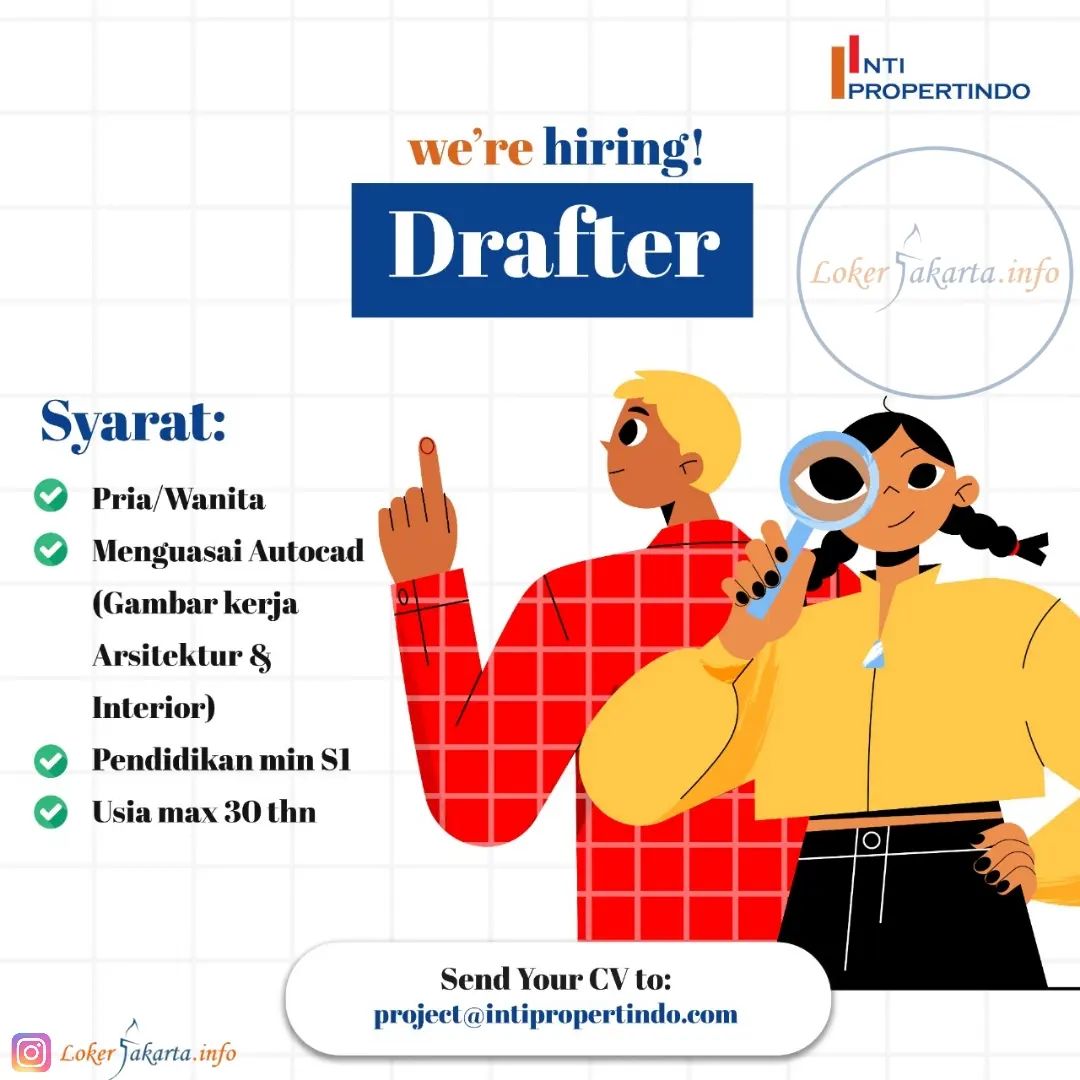 INTI
PROPERTINDO
we're hiring!
Drafter
Loker Jakarta.info
Syarat:
Pria/Wanita
Menguasai Autocad
(Gambar kerja
Arsitektur &
Interior)
Pendidikan min S1
Usia max 30 thn
Send Your CV to:
project@intipropertindo.com
Loker Jakarta.info